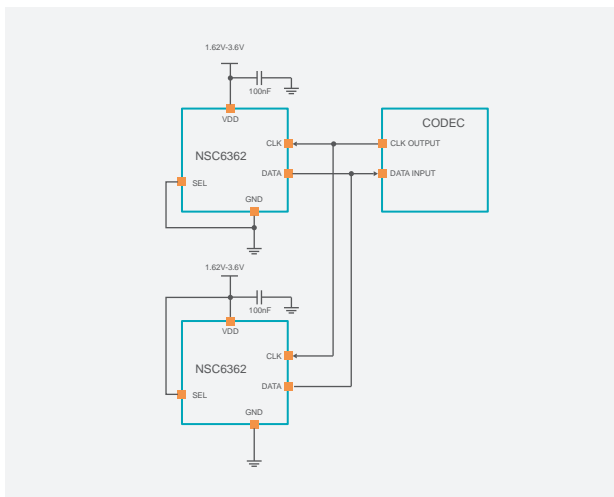 1.62V-3.6V
100nF
VDD
CODEC
CLK
CLK OUTPUT
NSC6362
DATA
DATA INPUT
SEL
GND
1.62V-3.6V
100nF
VDD
CLK
NSC6362
DATA
SEL
GND